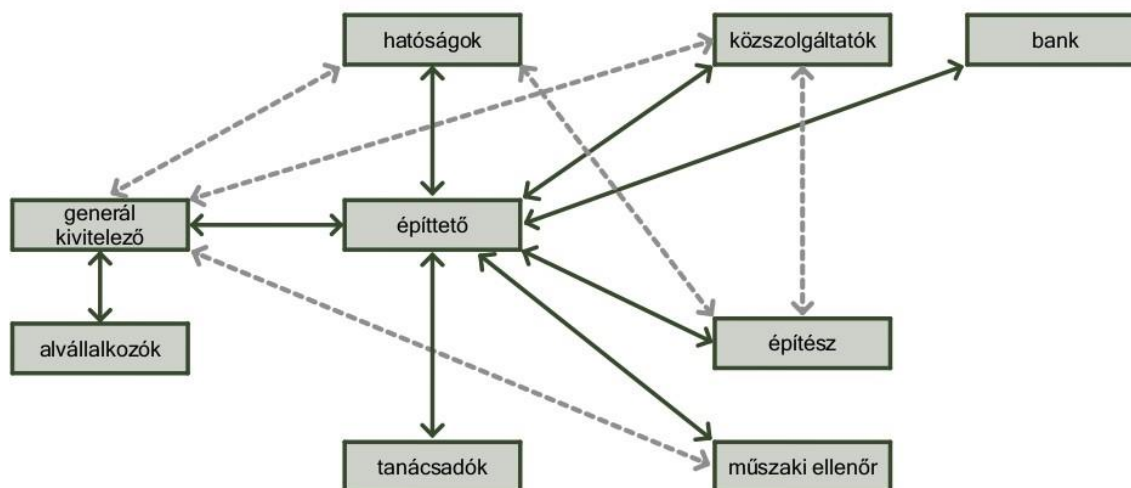 hatóságok
közszolgáltatók
bank
generál
kivitelező
építtető
alvállalkozók
építész
tanácsadók
műszaki ellenőr